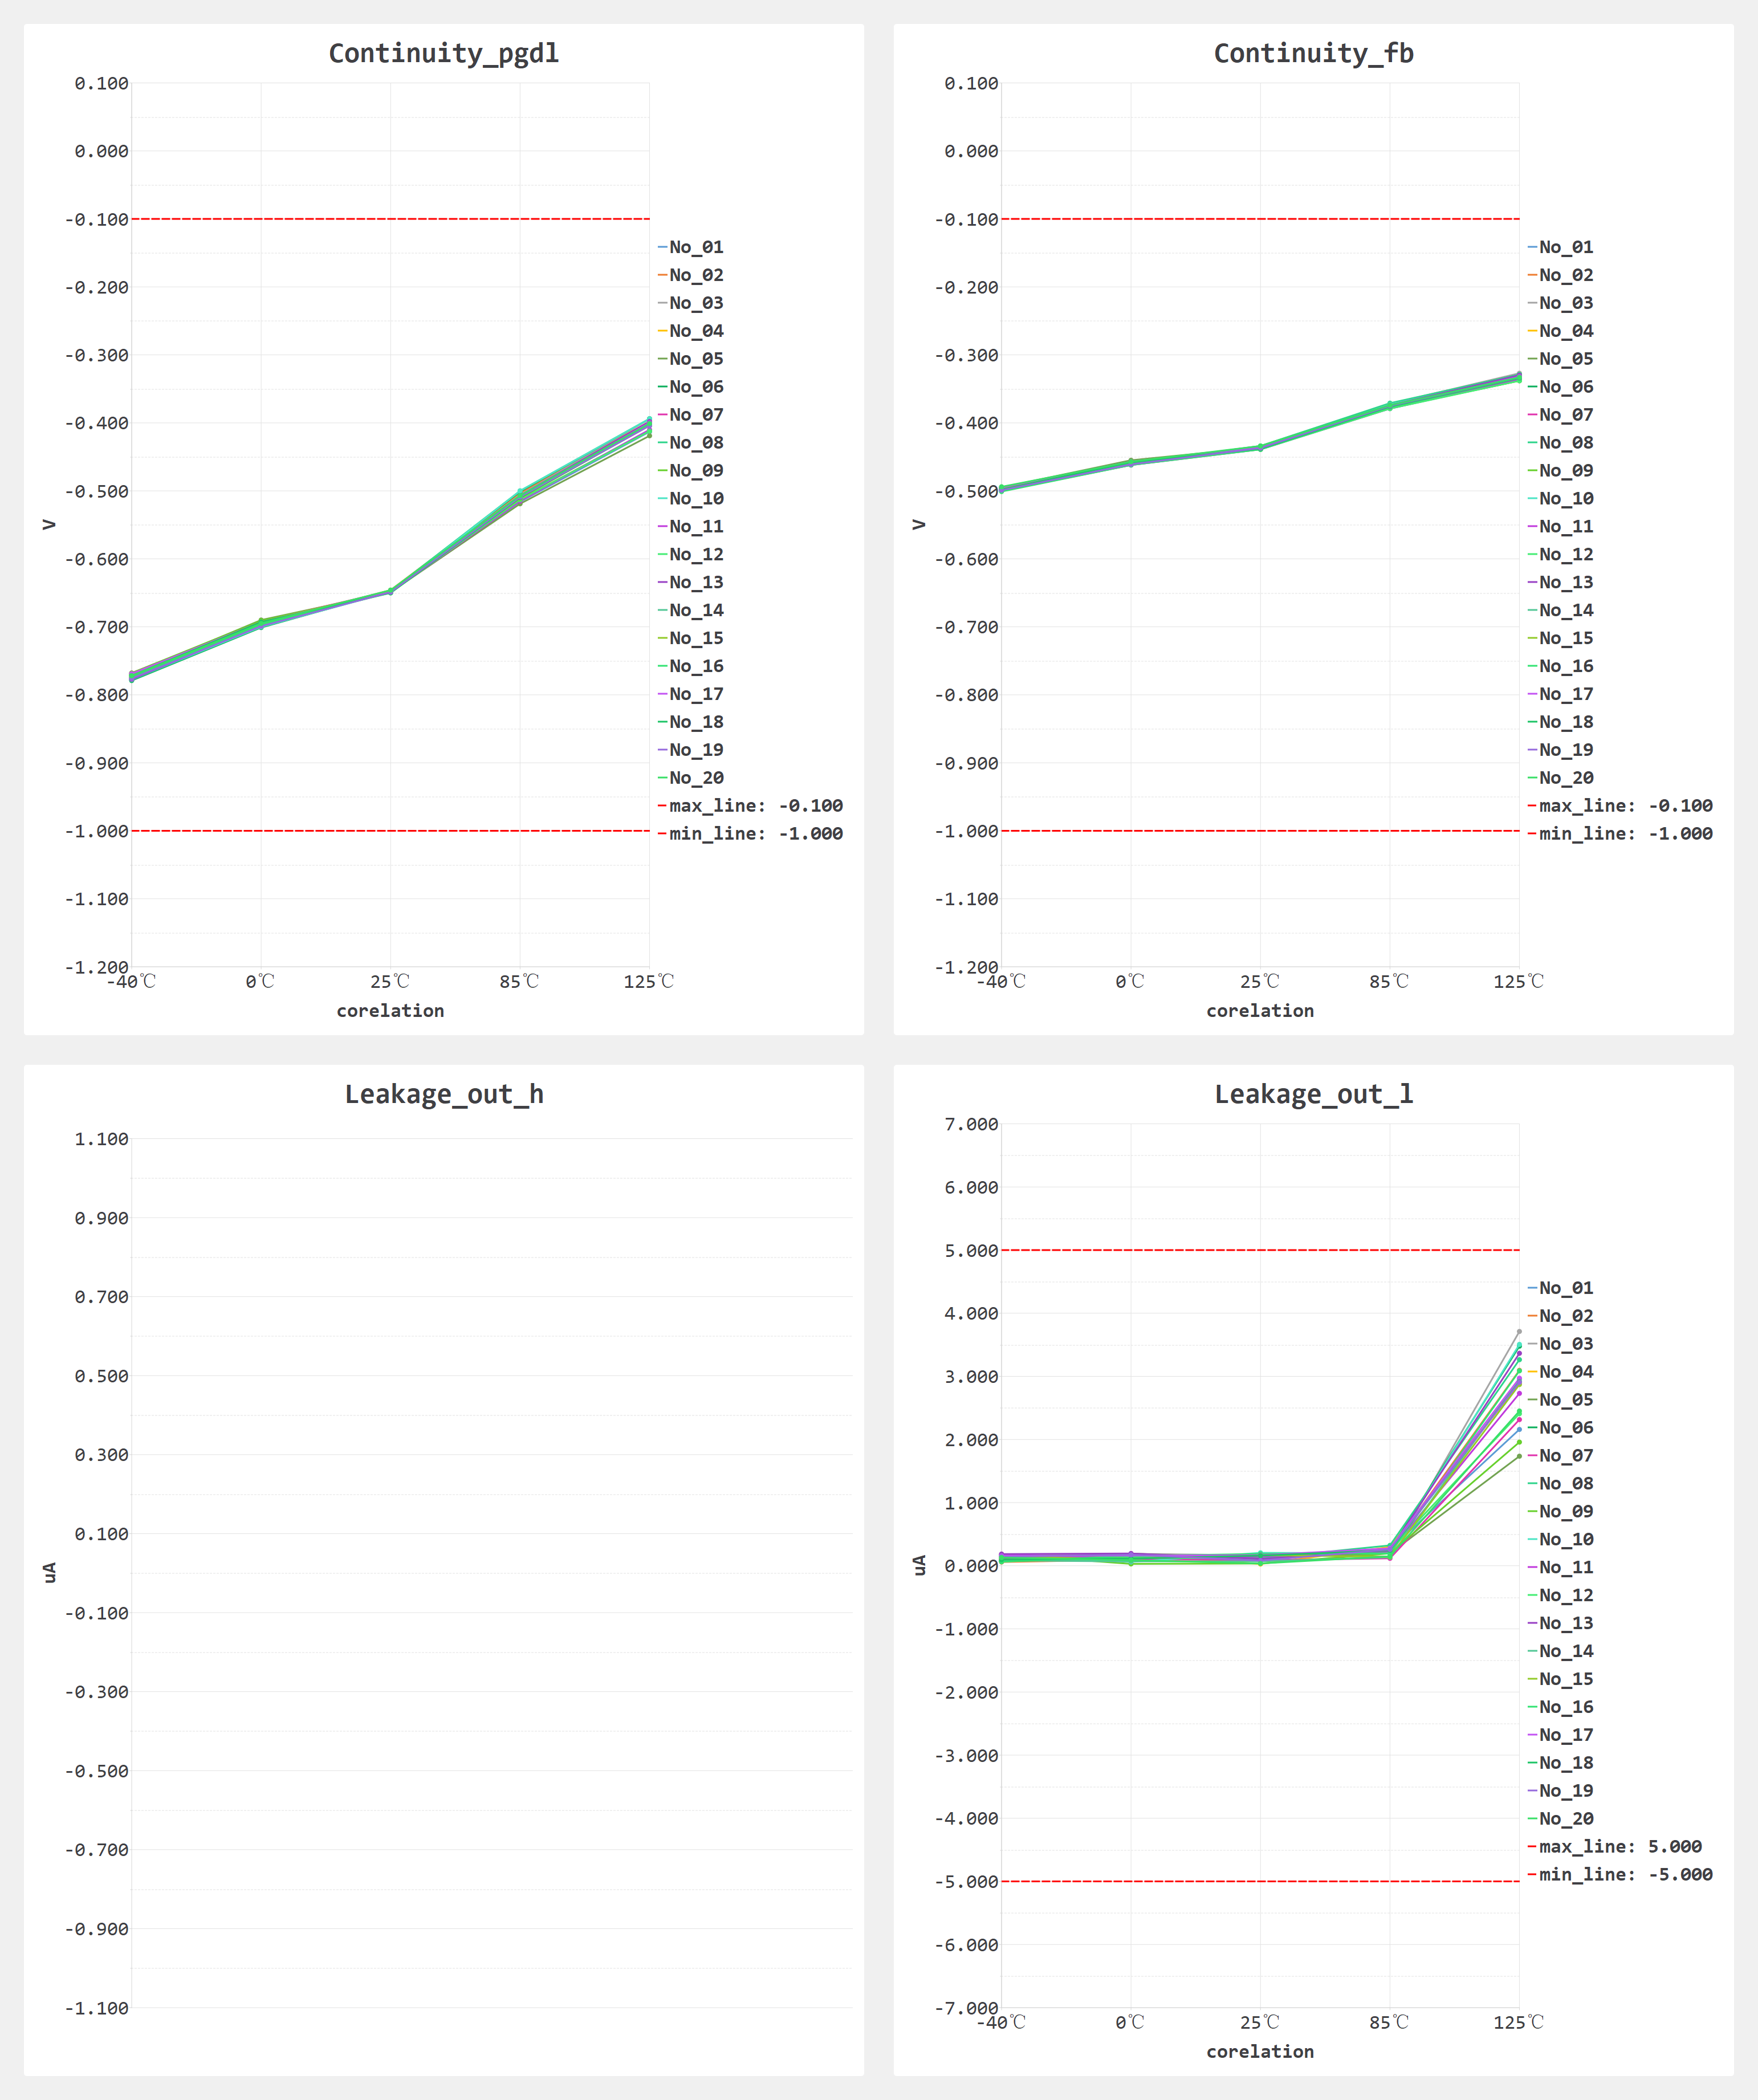 Continuity_pgdl
0.100
0.000
-0.100
-0.200
-0.300
-0.400
-0.500
-0.600
-0.700
-0.800
-0.900
-1.000
-1.100
-1.200
V
-40℃ 0℃ 25℃ 85℃ 125℃
corelation
No_01
No_02
No_03
No_04
No_05
No_06
No_07
No_08
No_09
No_10
No_11
No_12
No_13
No_14
No_15
No_16
No_17
No_18
No_19
No_20
max_line: -0.100
min_line: -1.000
Continuity_fb
0.100
0.000
-0.100
-0.200
-0.300
-0.400
-0.500
-0.600
-0.700
-0.800
-0.900
-1.000
-1.100
-1.200
V
-40℃ 0℃ 25℃ 85℃ 125℃
corelation
No_01
No_02
No_03
No_04
No_05
No_06
No_07
No_08
No_09
No_10
No_11
No_12
No_13
No_14
No_15
No_16
No_17
No_18
No_19
No_20
max_line: -0.100
min_line: -1.000
Leakage_out_h
1.100
0.900
0.700
0.500
0.300
0.100
-0.100
-0.300
-0.500
-0.700
-0.900
-1.100
uA
Leakage_out_l
7.000
6.000
5.000
4.000
3.000
2.000
1.000
0.000
-1.000
-2.000
-3.000
-4.000
-5.000
-6.000
-7.000
uA
-40℃ 0℃ 25℃ 85℃ 125℃
corelation
No_01
No_02
No_03
No_04
No_05
No_06
No_07
No_08
No_09
No_10
No_11
No_12
No_13
No_14
No_15
No_16
No_17
No_18
No_19
No_20
max_line: 5.000
min_line: -5.000